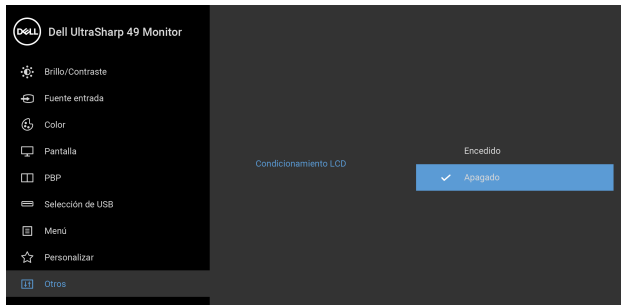 DELL
Dell UltraSharp 49 Monitor
Brillo/Contraste
Fuente entrada
Color
Pantalla
PBP
Selección de USB
Menú
Personalizar
Otros
Condicionamiento LCD
Encedido
Apagado